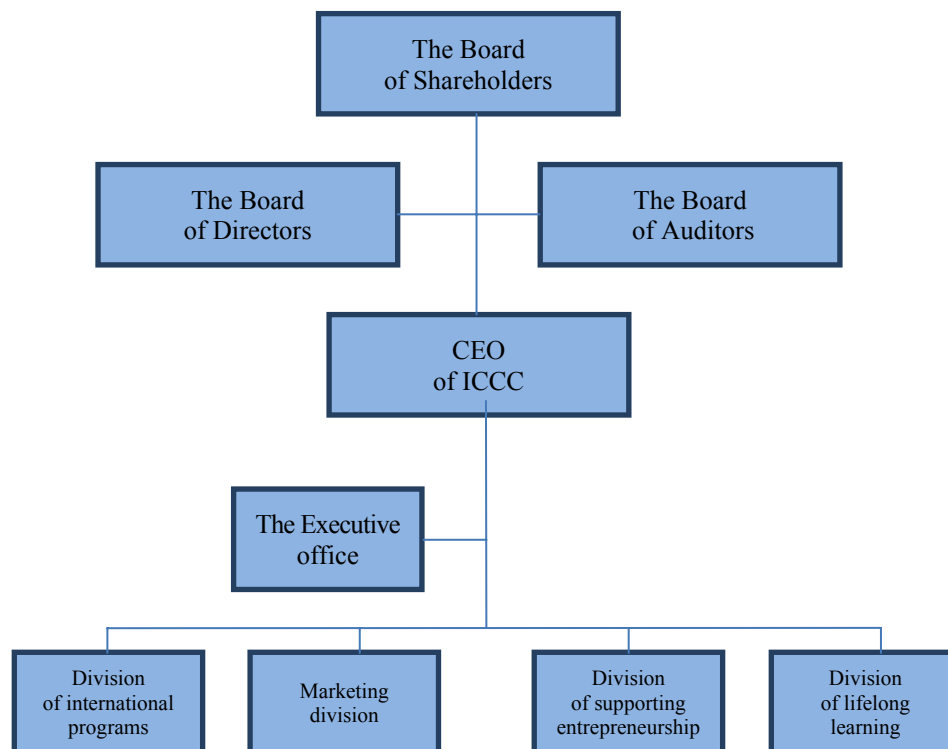 The Board
of Shareholders
The Board
of Directors
The Board
of Auditors
CEO
of ICCC
The Executive
office
Division
of international
programs
Marketing
division
Division
of supporting
entrepreneurship
Division
of lifelong
learning